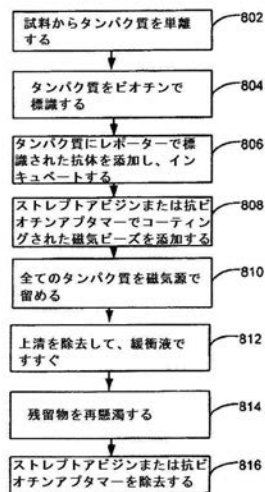 試料からタンパク質を単離
する
802
タンパク質をビオチンで
標識する
804
タンパク質にレポーターで標
識された抗体を添加し、イン
キュベートする
806
ストレプトアビジンまたは抗ビ
オチンアプタマーでコーティ
ングされた磁気ビーズを添加する
808
全てのタンパク質を磁気源で
留める
810
上清を除去して、緩衝液で
すすぐ
812
残留物を再懸濁する
814
ストレプトアビジンまたは抗ビ
オチンアプタマーを除去する
816